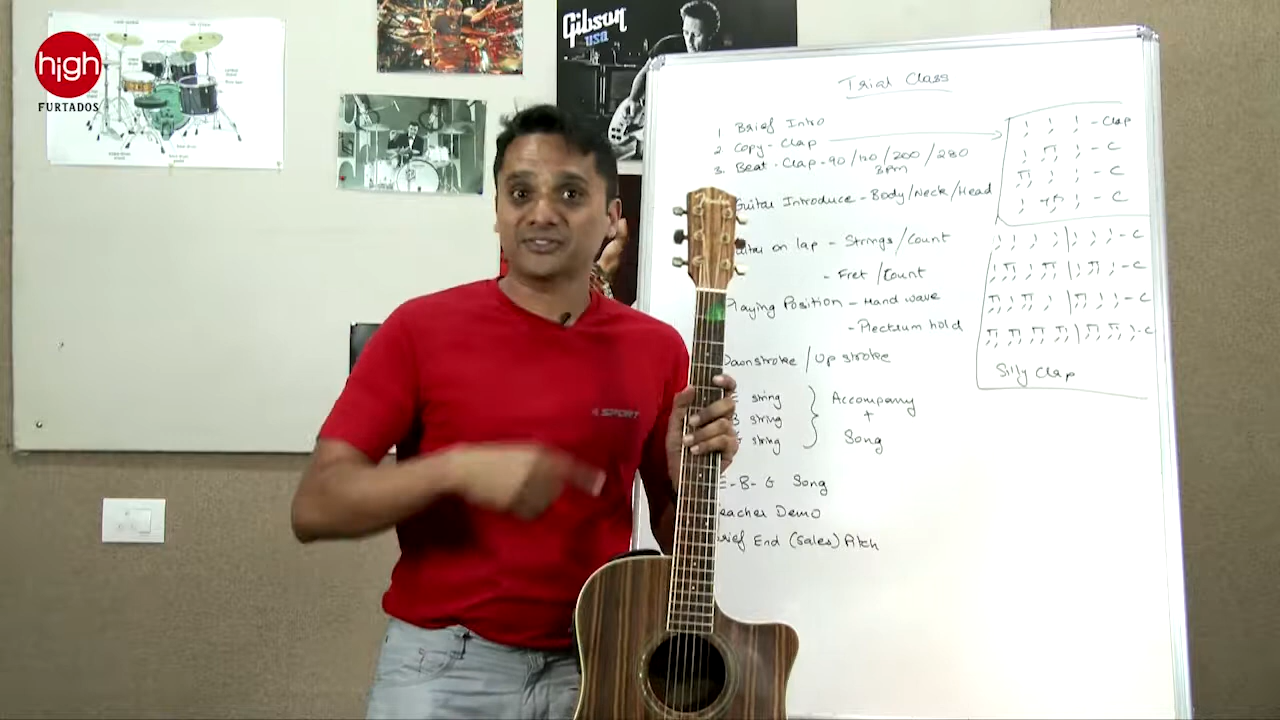 high
FURTADOS
Gibson
USA
Trial Class
1 Brief Intro
2 Copy - Clap
3. Beat - Clap - 90 / 120 / 200 / 280
BPM
Guitar Introduce - Body/Neck/Head
on lap - Strings / Count
- Fret / Count
Playing Position - Hand wave
- Plectrum hold
Downstroke / Up stroke
string
string
string
Accompany
+
Song
E - B - G Song
Teacher Demo
End (Sales) Pitch
- Clap
- C
- C
- C
- C
- C
- C
- C
Silly Clap
SPORT